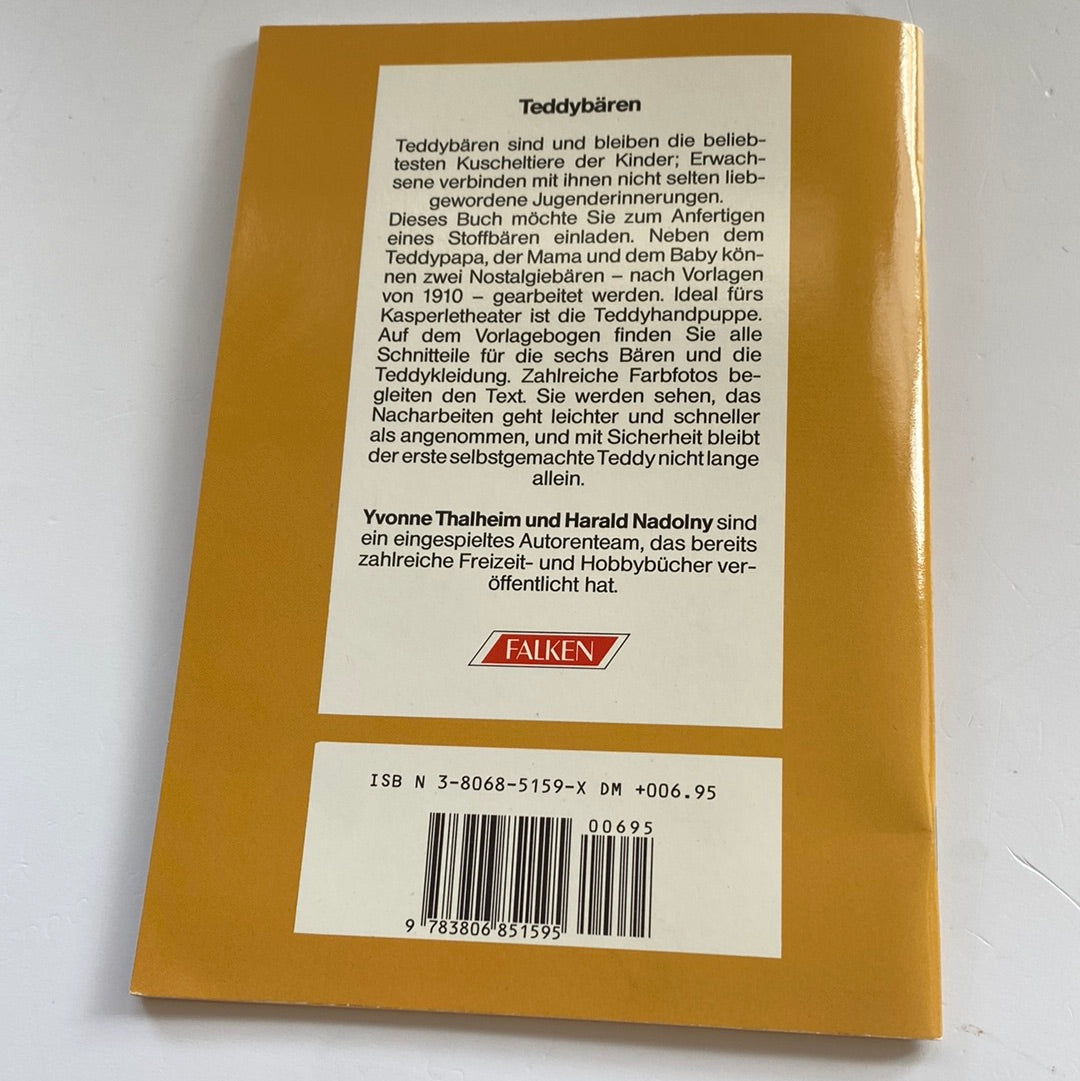 Teddybären
Teddybären sind und bleiben die belieb-
testen Kuscheltiere der Kinder; Erwach-
sene verbinden mit ihnen nicht selten lieb-
gewordene Jugenderinnerungen.
Dieses Buch möchte Sie zum Anfertigen
eines Stoffbären einladen. Neben dem
Teddypapa, der Mama und dem Baby kön-
nen zwei Nostalgiebären – nach Vorlagen
von 1910 – gearbeitet werden. Ideal fürs
Kasperletheater ist die Teddyhandpuppe.
Auf dem Vorlagebogen finden Sie alle
Schnitteile für die sechs Bären und die
Teddykleidung. Zahlreiche Farbfotos be-
gleiten den Text. Sie werden sehen, das
Nacharbeiten geht leichter und schneller
als angenommen, und mit Sicherheit bleibt
der erste selbstgemachte Teddy nicht lange
allein.
Yvonne Thalheim und Harald Nadolny sind
ein eingespieltes Autorenteam, das bereits
zahlreiche Freizeit- und Hobbybücher ver-
öffentlicht hat.
FALKEN
ISB N 3-8068-5159-X DM +006.95
00695
9 783806 851595